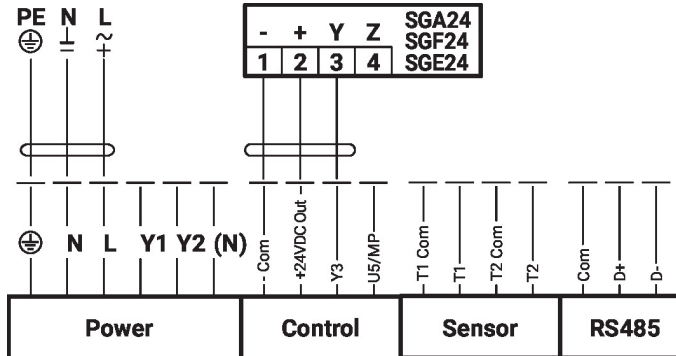 PE N L
- + Y Z
1 2 3 4
SGA24
SGF24
SGE24
N L Y1 Y2 (N)
- Com
+24VDC Out -
Y3
U5/MP
T1 Com
T1
T2 Com
T2
Com
D+
D-
Power
Control
Sensor
RS485